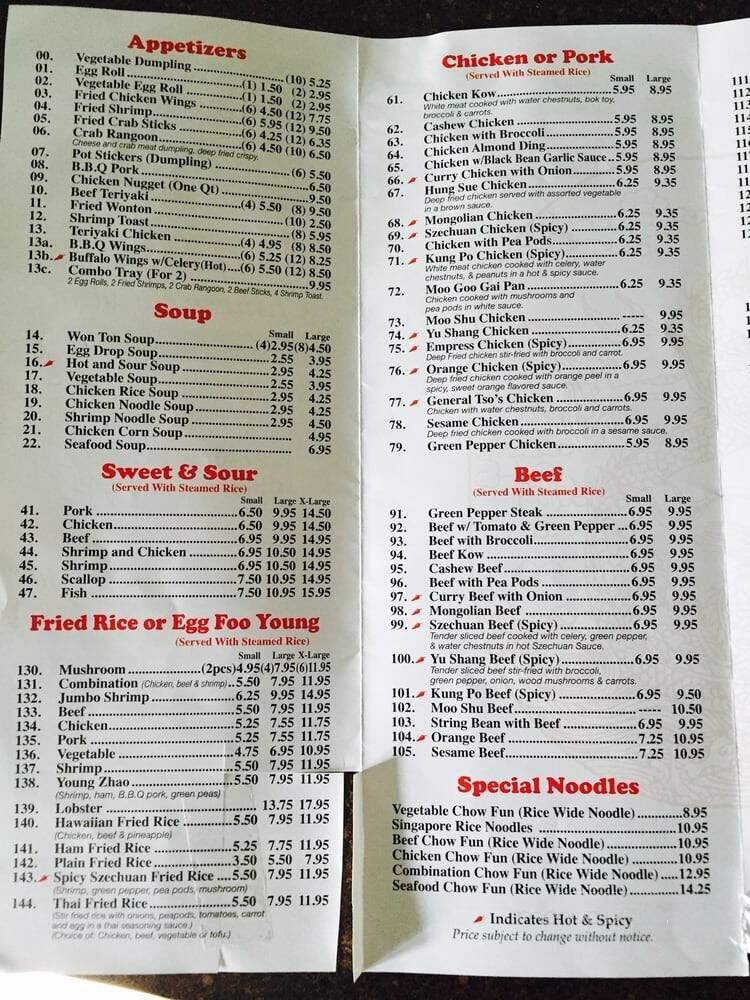 Appetizers
00. Vegetable Dumpling ........................(10) 5.25
01. Egg Roll ....................(1) 1.50 (2) 2.95
02. Vegetable Egg Roll ....................(1) 1.50 (2) 2.95
03. Fried Chicken Wings ....................(6) 4.50 (12) 7.75
04. Fried Shrimp....................(6) 5.95 (12) 9.50
05. Fried Crab Sticks ....................(6) 4.25 (12) 6.35
06. Crab Rangoon....................(6) 4.50 (10) 6.50
Cheese and crab meat dumpling, deep fried crispy.
07. Pot Stickers (Dumpling) ....................(6) 5.50
08. B.B.Q Pork....................6.50
09. Chicken Nugget (One Qt) ....................9.50
10. Beef Teriyaki....................(4) 5.50 (8) 9.50
11. Fried Wonton ....................(10) 2.50
12. Shrimp Toast....................5.95
13. Teriyaki Chicken ....................(4) 4.95 (8) 8.50
13a. B.B.Q Wings....................(6) 5.50 (12) 8.25
13b. Buffalo Wings w/Celery(Hot)....(6) 5.50 (12) 8.50
13c. Combo Tray (For 2) ....................9.95
2 Egg Rolls, 2 Fried Shrimps, 2 Crab Rangoon, 2 Beef Sticks, 4 Shrimp Toast.
Soup
Small Large
14. Won Ton Soup....................(4)2.95(8)4.50
15. Egg Drop Soup....................2.55 3.95
16. Hot and Sour Soup....................2.95 4.25
17. Vegetable Soup....................2.55 3.95
18. Chicken Rice Soup ....................2.95 4.25
19. Chicken Noodle Soup....................2.95 4.25
20. Shrimp Noodle Soup....................2.95 4.50
21. Chicken Corn Soup....................4.95
22. Seafood Soup....................6.95
Sweet & Sour
(Served With Steamed Rice)
Small Large X-Large
41. Pork ....................6.50 9.95 14.50
42. Chicken....................6.50 9.95 14.50
43. Beef....................6.95 9.95 14.95
44. Shrimp and Chicken ....................6.95 10.50 14.95
45. Shrimp....................6.95 10.50 14.95
46. Scallop ....................7.50 10.95 14.95
47. Fish ....................7.50 10.95 15.95
Fried Rice or Egg Foo Young
(Served With Steamed Rice)
Small Large X-Large
130. Mushroom....................(2pcs)4.95(4)7.95(6)11.95
131. Combination (Chicken, beef & shrimp)..5.50 7.95 11.95
132. Jumbo Shrimp....................6.25 9.95 14.95
133. Beef ....................5.50 7.95 11.95
134. Chicken....................5.25 7.55 11.75
135. Pork ....................5.25 7.55 11.75
136. Vegetable ....................4.75 6.95 10.95
137. Shrimp....................5.50 7.95 11.95
138. Young Zhao....................5.50 7.95 11.95
(Shrimp, ham, B.B.Q pork, green peas)
139. Lobster ....................13.75 17.95
140. Hawaiian Fried Rice ....................5.50 7.95 11.95
(Chicken, beef & pineapple)
141. Ham Fried Rice ....................5.25 7.75 11.95
142. Plain Fried Rice....................3.50 5.50 7.95
143. Spicy Szechuan Fried Rice ....5.50 7.95 11.95
(Shrimp, green pepper, pea pods, mushroom)
144. Thai Fried Rice....................5.50 7.95 11.95
(Stir fried rice with onions, peapods, tomatoes, carrot
and egg in a thai seasoning sauce.)
(Choice of: Chicken, beef, vegetable or tofu.)
Chicken or Pork
(Served With Steamed Rice)
Small Large
61. Chicken Kow....................5.95 8.95
White meat cooked with water chestnuts, bok toy,
broccoli & carrots.
62. Cashew Chicken ....................5.95 8.95
63. Chicken with Broccoli....................5.95 8.95
64. Chicken Almond Ding....................5.95 8.95
65. Chicken w/Black Bean Garlic Sauce..5.95 8.95
66. Curry Chicken with Onion....................5.95 8.95
67. Hung Sue Chicken....................6.25 9.35
Deep fried chicken served with assorted vegetable
in a brown sauce.
68. Mongolian Chicken ....................6.25 9.35
69. Szechuan Chicken (Spicy) ....................6.25 9.35
70. Chicken with Pea Pods....................6.25 9.35
71. Kung Po Chicken (Spicy)....................6.25 9.35
White meat chicken cooked with celery, water
chestnuts, & peanuts in a hot & spicy sauce.
72. Moo Goo Gai Pan ....................6.25 9.35
Chicken cooked with mushrooms and
pea pods in white sauce.
73. Moo Shu Chicken ....................----- 9.95
74. Yu Shang Chicken ....................6.25 9.35
75. Empress Chicken (Spicy)....................6.95 9.95
Deep Fried chicken stir-fried with broccoli and carrot.
76. Orange Chicken (Spicy)....................6.95 9.95
Deep fried chicken cooked with orange peel in a
spicy, sweet orange flavored sauce.
77. General Tso's Chicken ....................6.95 9.95
Chicken with water chestnuts, broccoli and carrots.
78. Sesame Chicken ....................6.95 9.95
Deep fried chicken cooked with broccoli in a sesame sauce.
79. Green Pepper Chicken....................5.95 8.95
Beef
(Served With Steamed Rice)
Small Large
91. Green Pepper Steak ....................6.95 9.95
92. Beef w/ Tomato & Green Pepper ...6.95 9.95
93. Beef with Broccoli....................6.95 9.95
94. Beef Kow ....................6.95 9.95
95. Cashew Beef....................6.95 9.95
96. Beef with Pea Pods ....................6.95 9.95
97. Curry Beef with Onion ....................6.95 9.95
98. Mongolian Beef ....................6.95 9.95
99. Szechuan Beef (Spicy) ....................6.95 9.95
Tender sliced beef cooked with celery, green pepper,
& water chestnuts in hot Szechuan Sauce.
100. Yu Shang Beef (Spicy)....................6.95 9.95
Tender sliced beef stir-fried with broccoli,
green pepper, onion, wood mushrooms & carrots.
101. Kung Po Beef (Spicy) ....................6.95 9.50
102. Moo Shu Beef ....................----- 10.50
103. String Bean with Beef ....................6.95 9.95
104. Orange Beef ....................7.25 10.95
105. Sesame Beef....................7.25 10.95
Special Noodles
Vegetable Chow Fun (Rice Wide Noodle) .............8.95
Singapore Rice Noodles ....................10.95
Beef Chow Fun (Rice Wide Noodle) .............10.95
Chicken Chow Fun (Rice Wide Noodle) .............10.95
Combination Chow Fun (Rice Wide Noodle) .....12.95
Seafood Chow Fun (Rice Wide Noodle).............14.25
Indicates Hot & Spicy
Price subject to change without notice.